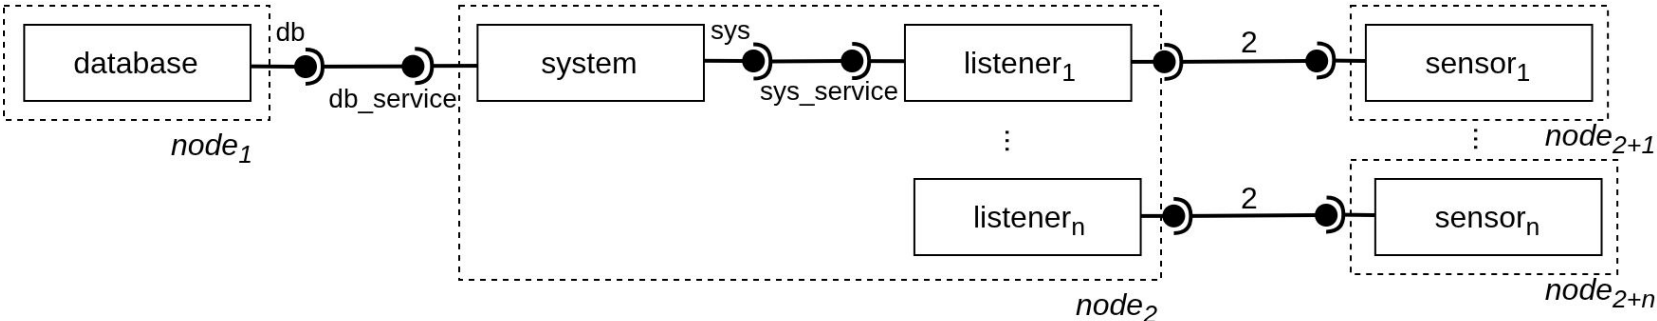 db
sys
2
database
system
listener1
sensor1
db_service
sys_service
node1
⋮
⋮
node2+1
2
listenern
sensorn
node2
node2+n